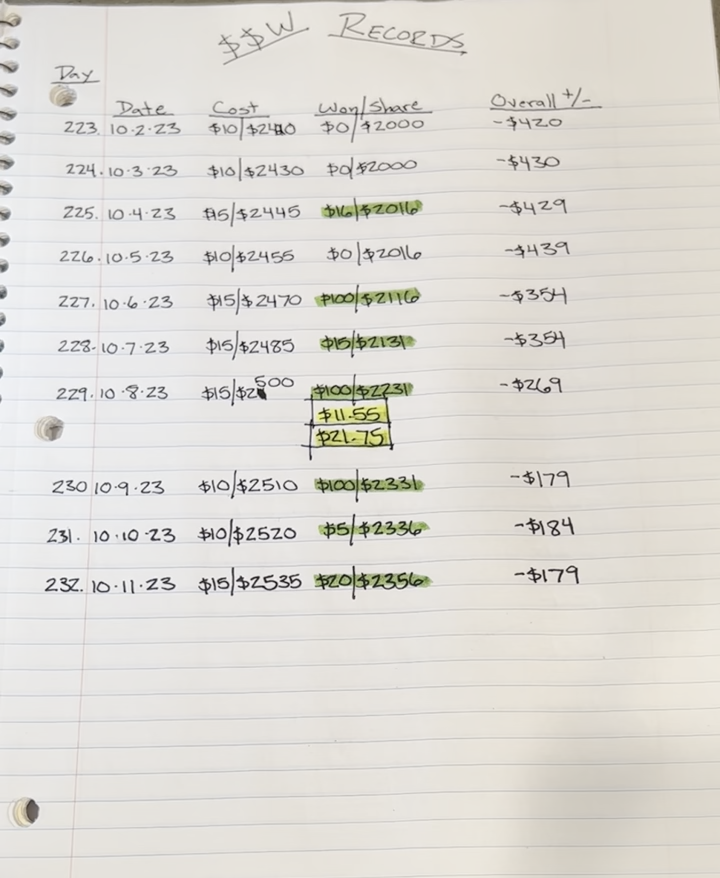 $$W RECORDS
Day
Date Cost Won/Share Overall +/-
223. 10.2.23 $10/$2420 $0/$2000 -$420
224. 10.3.23 $10/$2430 $0/$2000 -$430
225. 10.4.23 $15/$2445 $16/$2016 -$429
226. 10.5.23 $10/$2455 $0/$2016 -$439
227. 10.6.23 $15/$2470 $100/$2116 -$354
228. 10.7.23 $15/$2485 $15/$2131 -$354
229. 10.8.23 $15/$2500 $100/$2231 -$269
$11.55
$21.75
230 10.9.23 $10/$2510 $100/$2331 -$179
231. 10.10.23 $10/$2520 $5/$2336 -$184
232. 10.11.23 $15/$2535 $20/$2356 -$179